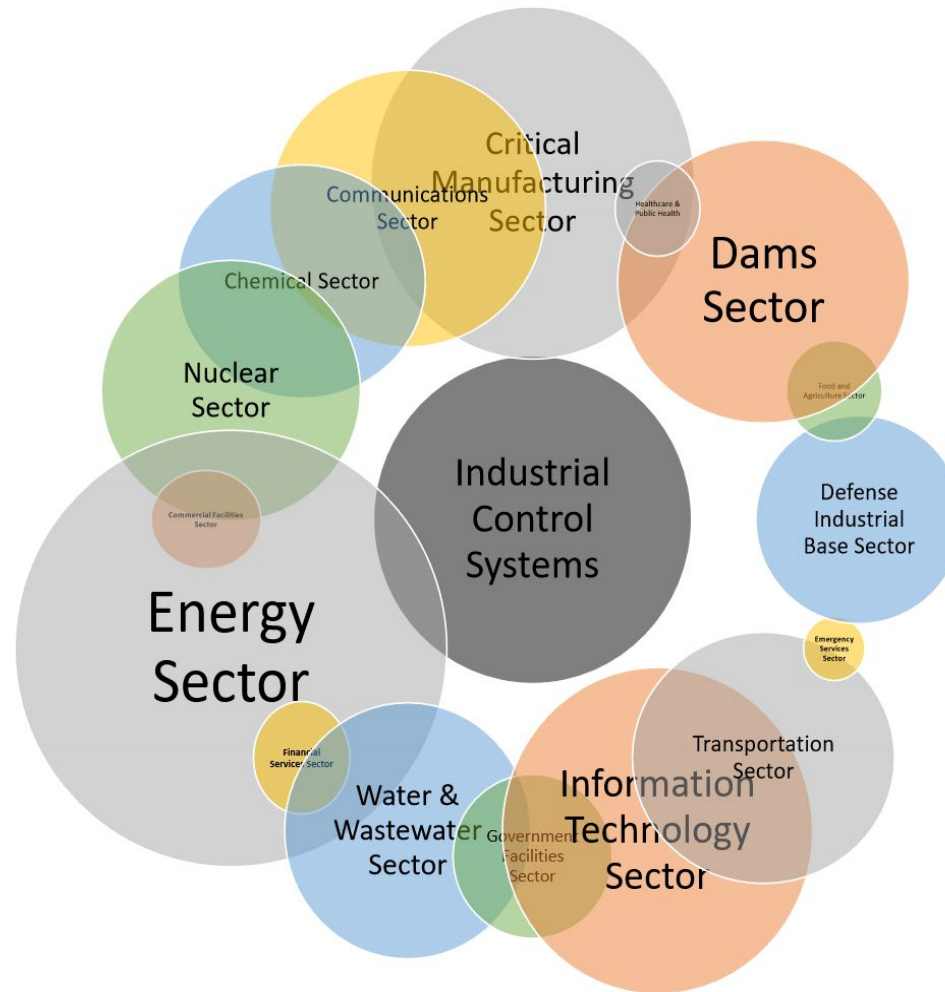 Critical
Manufacturing
Sector
Communications
Sector
Healthcare &
Public Health
Dams
Sector
Chemical Sector
Nuclear
Sector
Food and
Agriculture Sector
Industrial
Control
Systems
Defense
Industrial
Base Sector
Commercial Facilities
Sector
Energy
Sector
Emergency
Services
Sector
Financial
Services Sector
Transportation
Sector
Water &
Wastewater
Sector
Government
Facilities
Sector
Information
Technology
Sector